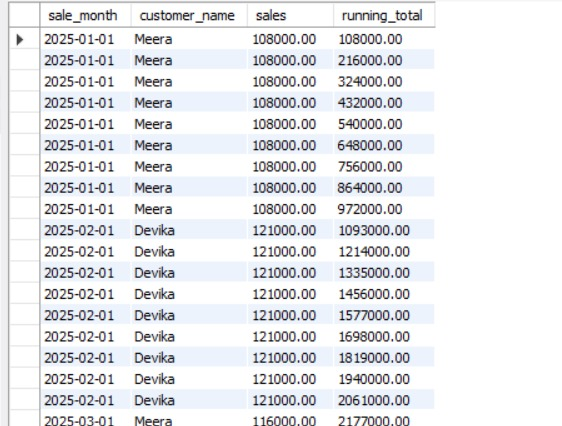 sale_month customer_name sales running_total
2025-01-01 Meera 108000.00 108000.00
2025-01-01 Meera 108000.00 216000.00
2025-01-01 Meera 108000.00 324000.00
2025-01-01 Meera 108000.00 432000.00
2025-01-01 Meera 108000.00 540000.00
2025-01-01 Meera 108000.00 648000.00
2025-01-01 Meera 108000.00 756000.00
2025-01-01 Meera 108000.00 864000.00
2025-01-01 Meera 108000.00 972000.00
2025-02-01 Devika 121000.00 1093000.00
2025-02-01 Devika 121000.00 1214000.00
2025-02-01 Devika 121000.00 1335000.00
2025-02-01 Devika 121000.00 1456000.00
2025-02-01 Devika 121000.00 1577000.00
2025-02-01 Devika 121000.00 1698000.00
2025-02-01 Devika 121000.00 1819000.00
2025-02-01 Devika 121000.00 1940000.00
2025-02-01 Devika 121000.00 2061000.00
2025-03-01 Meera 116000.00 2177000.00